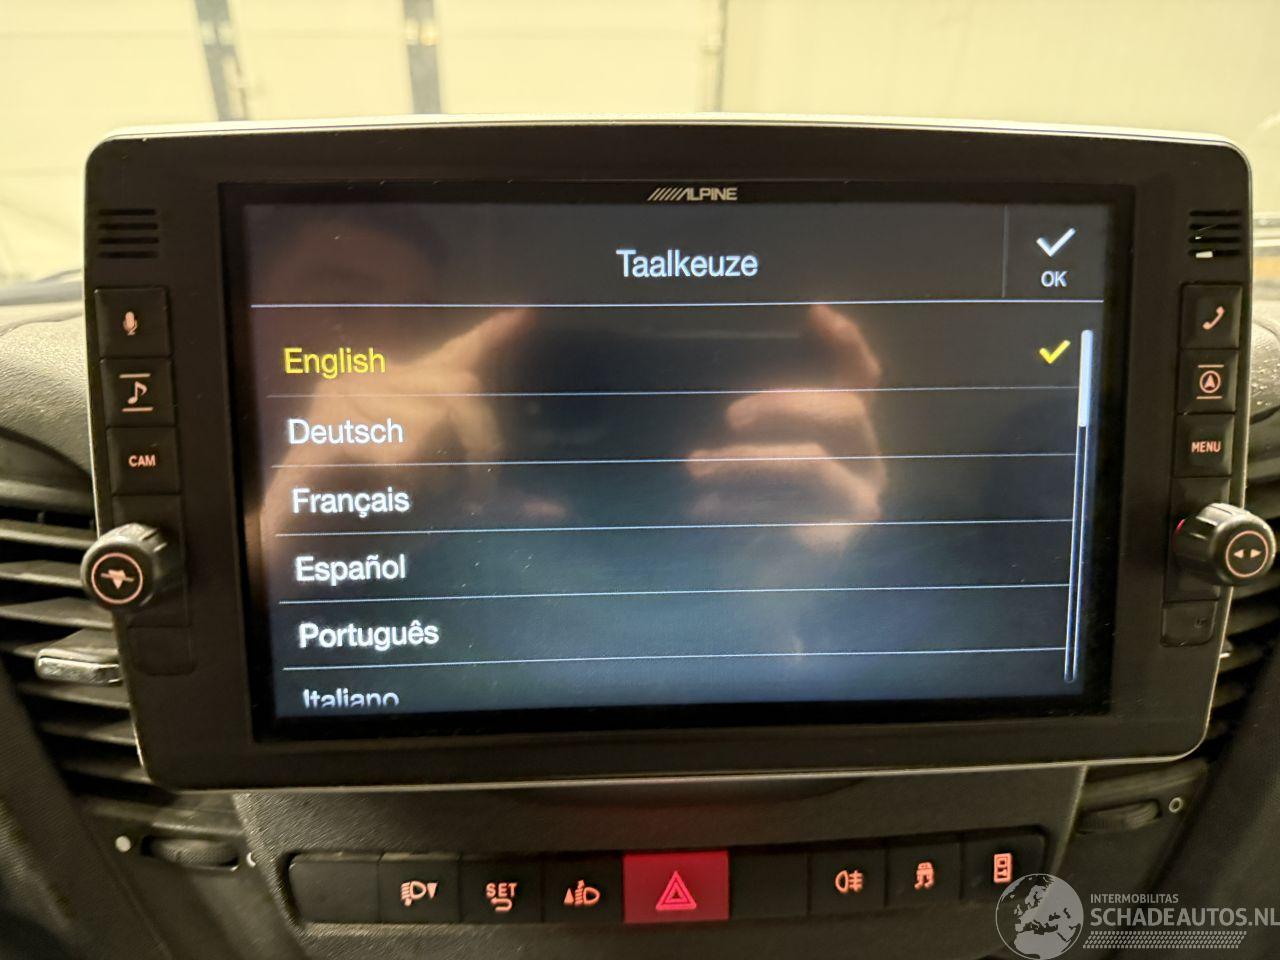 ALPINE
Taalkeuze
OK
English
Deutsch
Français
Español
Português
Italiano
CAM
MENU
SET
INTERMOBILITAS
SCHADEAUTOS.NL